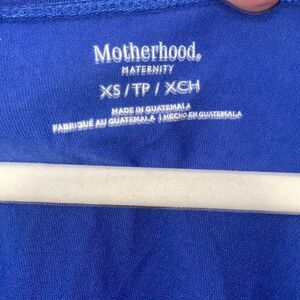 Motherhood®
MATERNITY
XS / TP / XCH
MADE IN GUATEMALA
FABRIQUÉ AU GUATEMALA | HECHO EN GUATEMALA